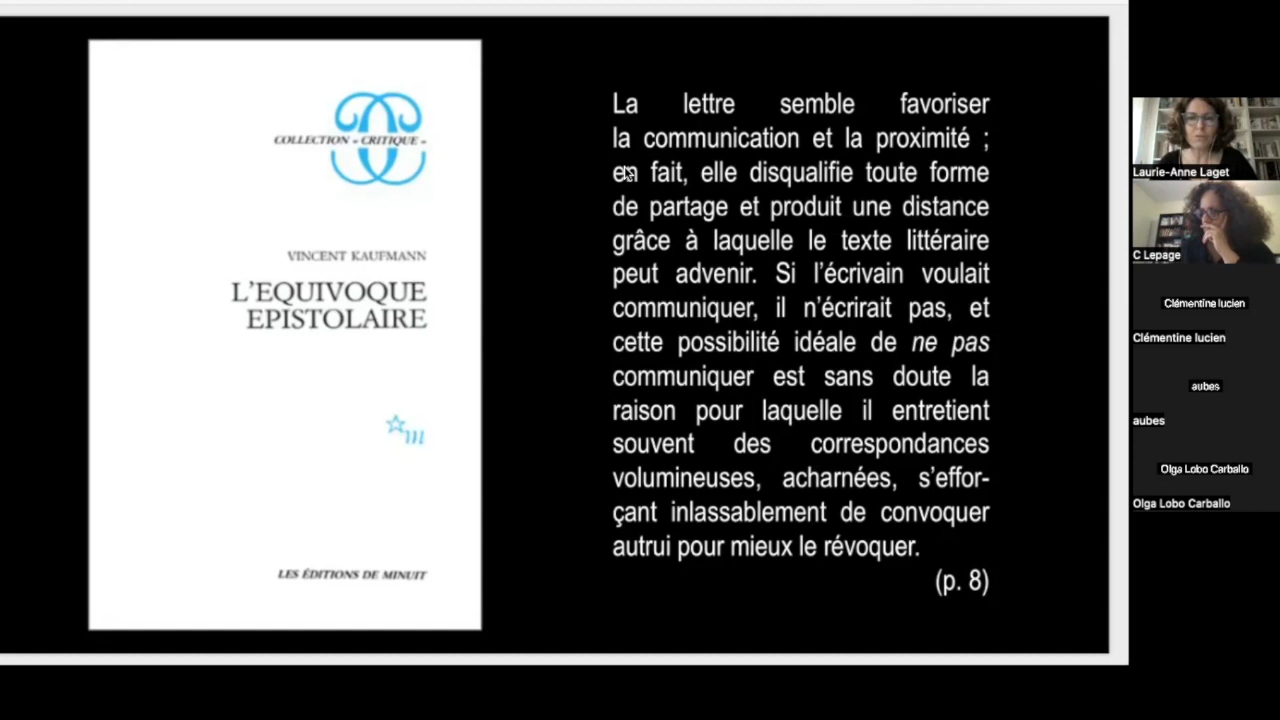 COLLECTION « CRITIQUE »
VINCENT KAUFMANN
L'EQUIVOQUE
EPISTOLAIRE
m
LES ÉDITIONS DE MINUIT
La lettre semble favoriser
la communication et la proximité ;
en fait, elle disqualifie toute forme
de partage et produit une distance
grâce à laquelle le texte littéraire
peut advenir. Si l'écrivain voulait
communiquer, il n'écrirait pas, et
cette possibilité idéale de ne pas
communiquer est sans doute la
raison pour laquelle il entretient
souvent des correspondances
volumineuses, acharnées, s'effor-
çant inlassablement de convoquer
autrui pour mieux le révoquer.
(p. 8)
Laurie-Anne Laget
C Lepage
Clémentine lucien
Clémentine lucien
aubes
aubes
Olga Lobo Carballo
Olga Lobo Carballo